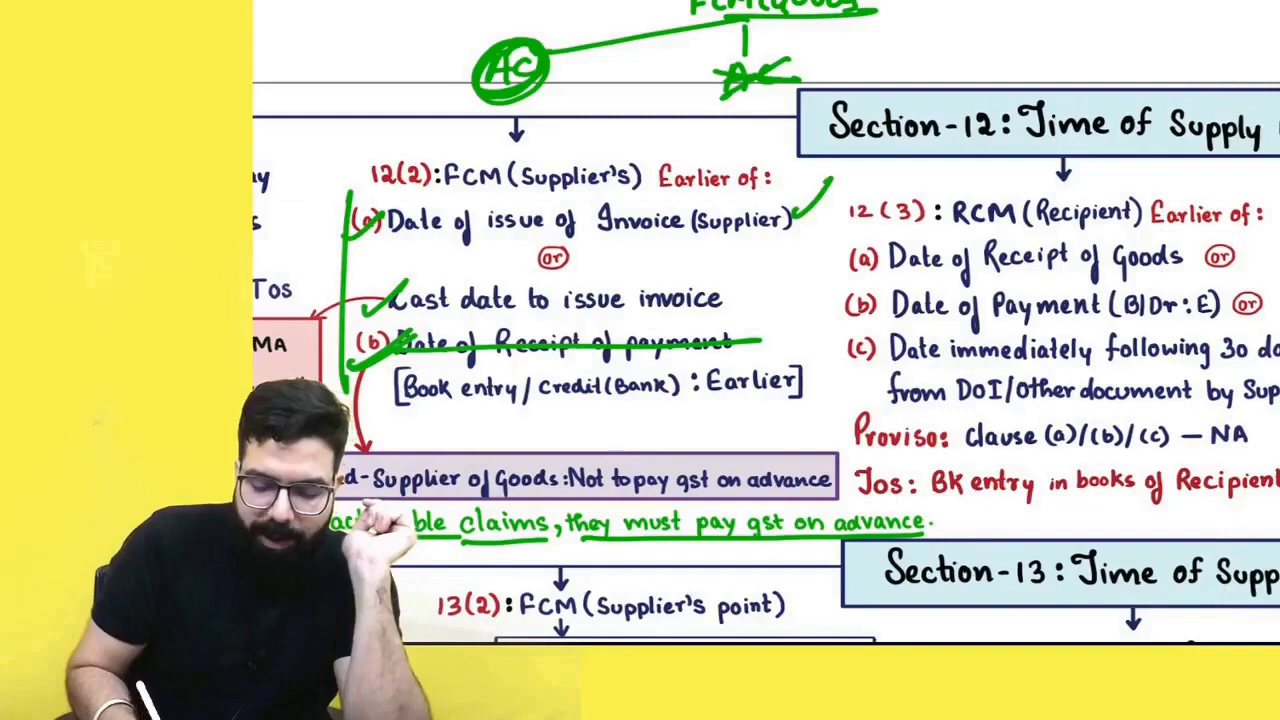 FCM(Goods
AC
AC
Section-12: Time of Supply
12(2):FCM(Supplier's) Earlier of:
(a) Date of issue of Invoice(Supplier)
or
Last date to issue invoice
(b) Date of Receipt of payment
[Book entry/Credit(Bank) : Earlier]
d-Supplier of Goods:Not to pay gst on advance
ble claims, they must pay gst on advance.
Tos
MA
12(3): RCM(Recipient) Earlier of:
(a) Date of Receipt of Goods or
(b) Date of Payment (B|Dr:E) or
(c) Date immediately following 30 da
from DOI/Other document by Sup
Proviso: Clause (a)/(b)/(c) – NA
Tos: Bk entry in books of Recipient
Section-13: Time of Supp
13(2):FCM(Supplier's point)